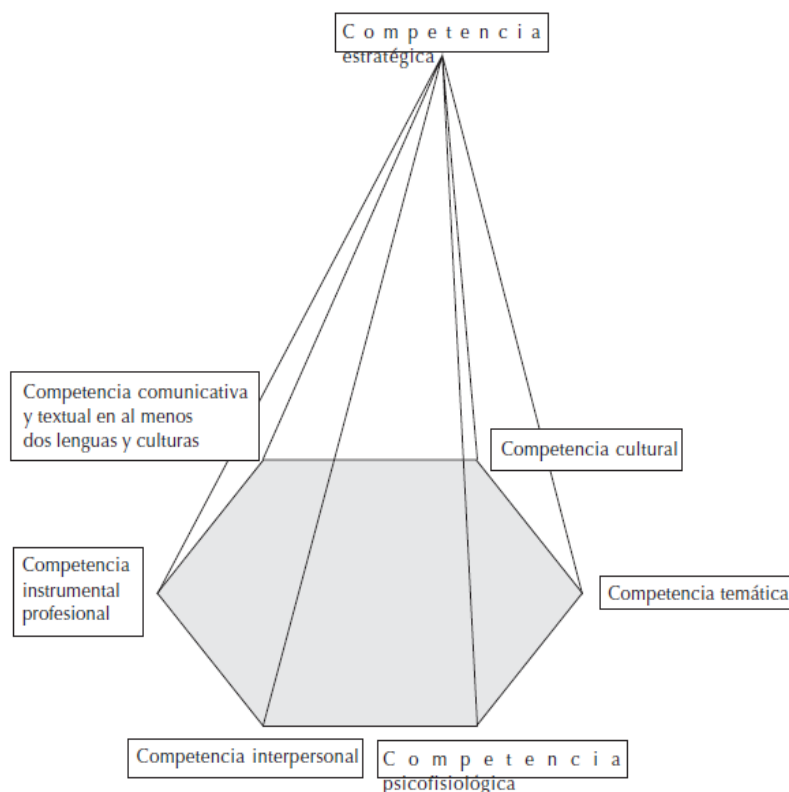 Competencia
estratégica
Competencia comunicativa
y textual en al menos
dos lenguas y culturas
Competencia cultural
Competencia
instrumental
profesional
Competencia temática
Competencia interpersonal
Competencia
psicofisiológica